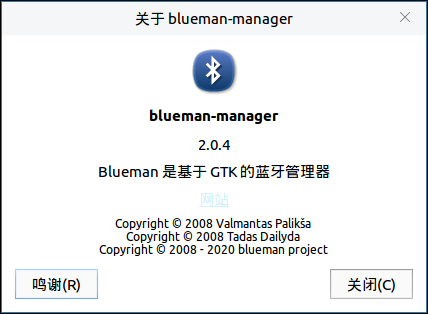 关于 blueman-manager
blueman-manager
2.0.4
Blueman 是基于 GTK 的蓝牙管理器
网站
Copyright © 2008 Valmantas Palikša
Copyright © 2008 Tadas Dailyda
Copyright © 2008 - 2020 blueman project
鸣谢(R)
关闭(C)